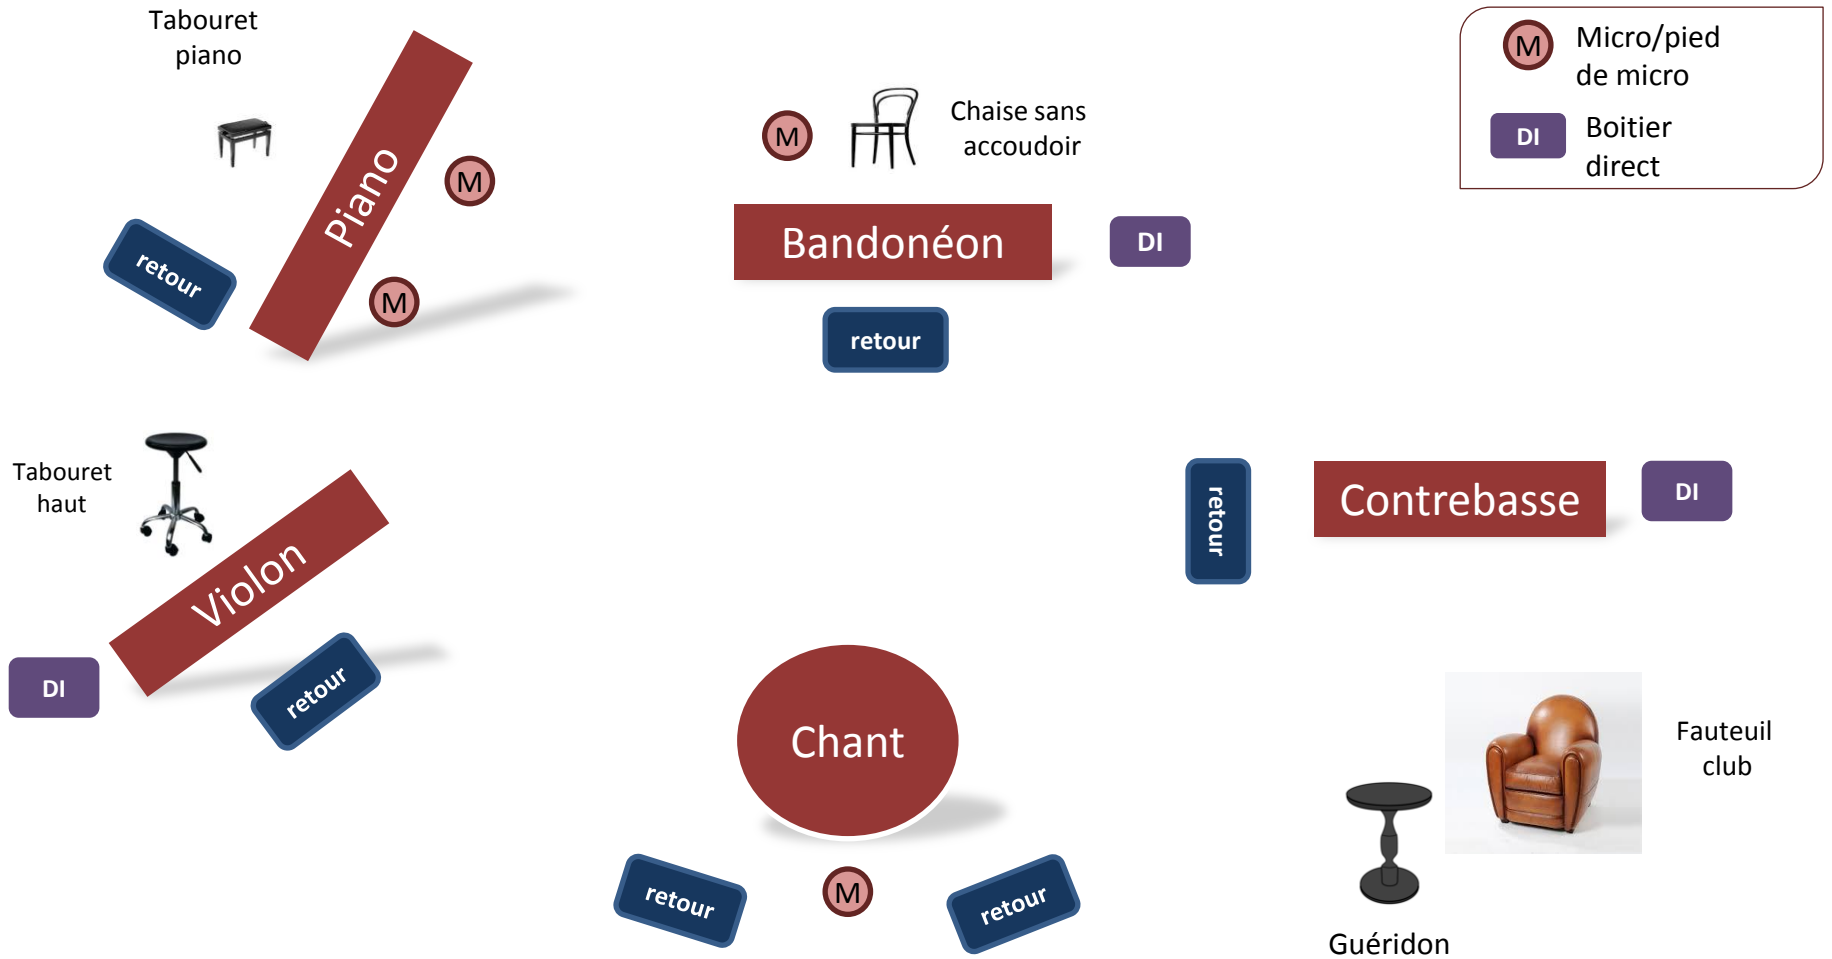 Tabouret
piano
Piano
M
M
retour
M
Chaise sans
accoudoir
Bandonéon
DI
retour
M
Micro/pied
de micro
DI
Boitier
direct
Tabouret
haut
Violon
DI
retour
retour
Contrebasse
DI
Chant
retour
M
retour
Fauteuil
club
Guéridon